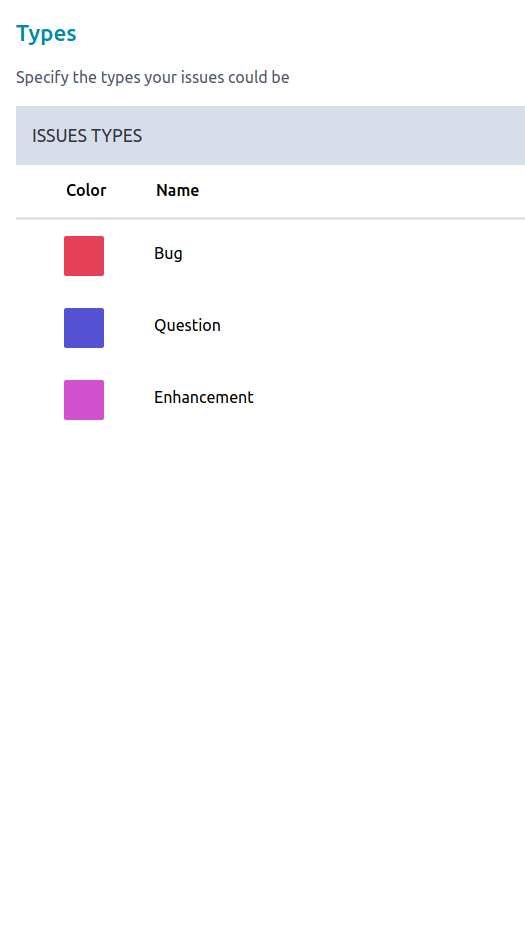 Types
Specify the types your issues could be
ISSUES TYPES
Color Name
Bug
Question
Enhancement